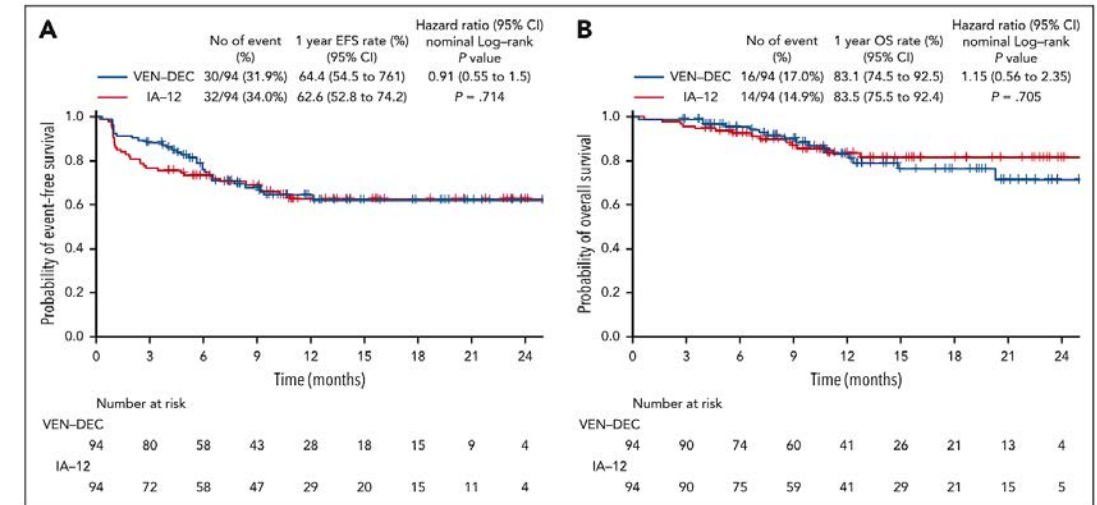 A
Hazard ratio (95% CI)
No of event 1 year EFS rate (%) nominal Log–rank
(%) (95% CI) P value
VEN–DEC 30/94 (31.9%) 64.4 (54.5 to 761) 0.91 (0.55 to 1.5)
IA–12 32/94 (34.0%) 62.6 (52.8 to 74.2) P = .714
1.0
0.8
0.6
0.4
0.2
0.0
Probability of event–free survival
0 3 6 9 12 15 18 21 24
Time (months)
Number at risk
VEN–DEC
94 80 58 43 28 18 15 9 4
IA–12
94 72 58 47 29 20 15 11 4
B
Hazard ratio (95% CI)
No of event 1 year OS rate (%) nominal Log–rank
(%) (95% CI) P value
VEN–DEC 16/94 (17.0%) 83.1 (74.5 to 92.5) 1.15 (0.56 to 2.35)
IA–12 14/94 (14.9%) 83.5 (75.5 to 92.4) P = .705
1.0
0.8
0.6
0.4
0.2
0.0
Probability of overall survival
0 3 6 9 12 15 18 21 24
Time (months)
Number at risk
VEN–DEC
94 90 74 60 41 26 21 13 4
IA–12
94 90 75 59 41 29 21 15 5